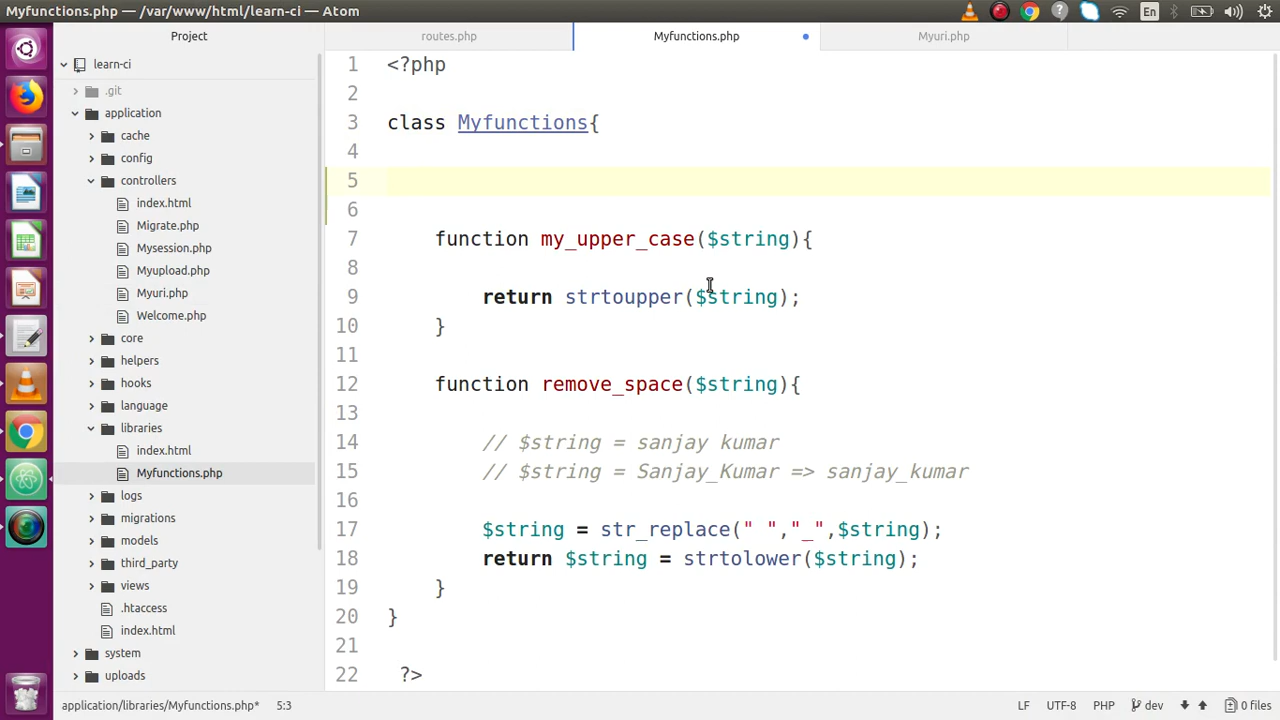 Myfunctions.php — /var/www/html/learn-ci — Atom
En
Project
routes.php
Myfunctions.php
Myuri.php
learn-ci
.git
application
cache
config
controllers
index.html
Migrate.php
Mysession.php
Myupload.php
Myuri.php
Welcome.php
core
helpers
hooks
language
libraries
index.html
Myfunctions.php
logs
migrations
models
third_party
views
.htaccess
index.html
system
uploads
1 <?php
2
3 class Myfunctions{
4
5
6
7 function my_upper_case($string){
8
9 return strtoupper($string);
10 }
11
12 function remove_space($string){
13
14 // $string = sanjay kumar
15 // $string = Sanjay_Kumar => sanjay_kumar
16
17 $string = str_replace(" ","_",$string);
18 return $string = strtolower($string);
19 }
20 }
21
22 ?>
application/libraries/Myfunctions.php* 5:3
LF UTF-8 PHP dev 0 files